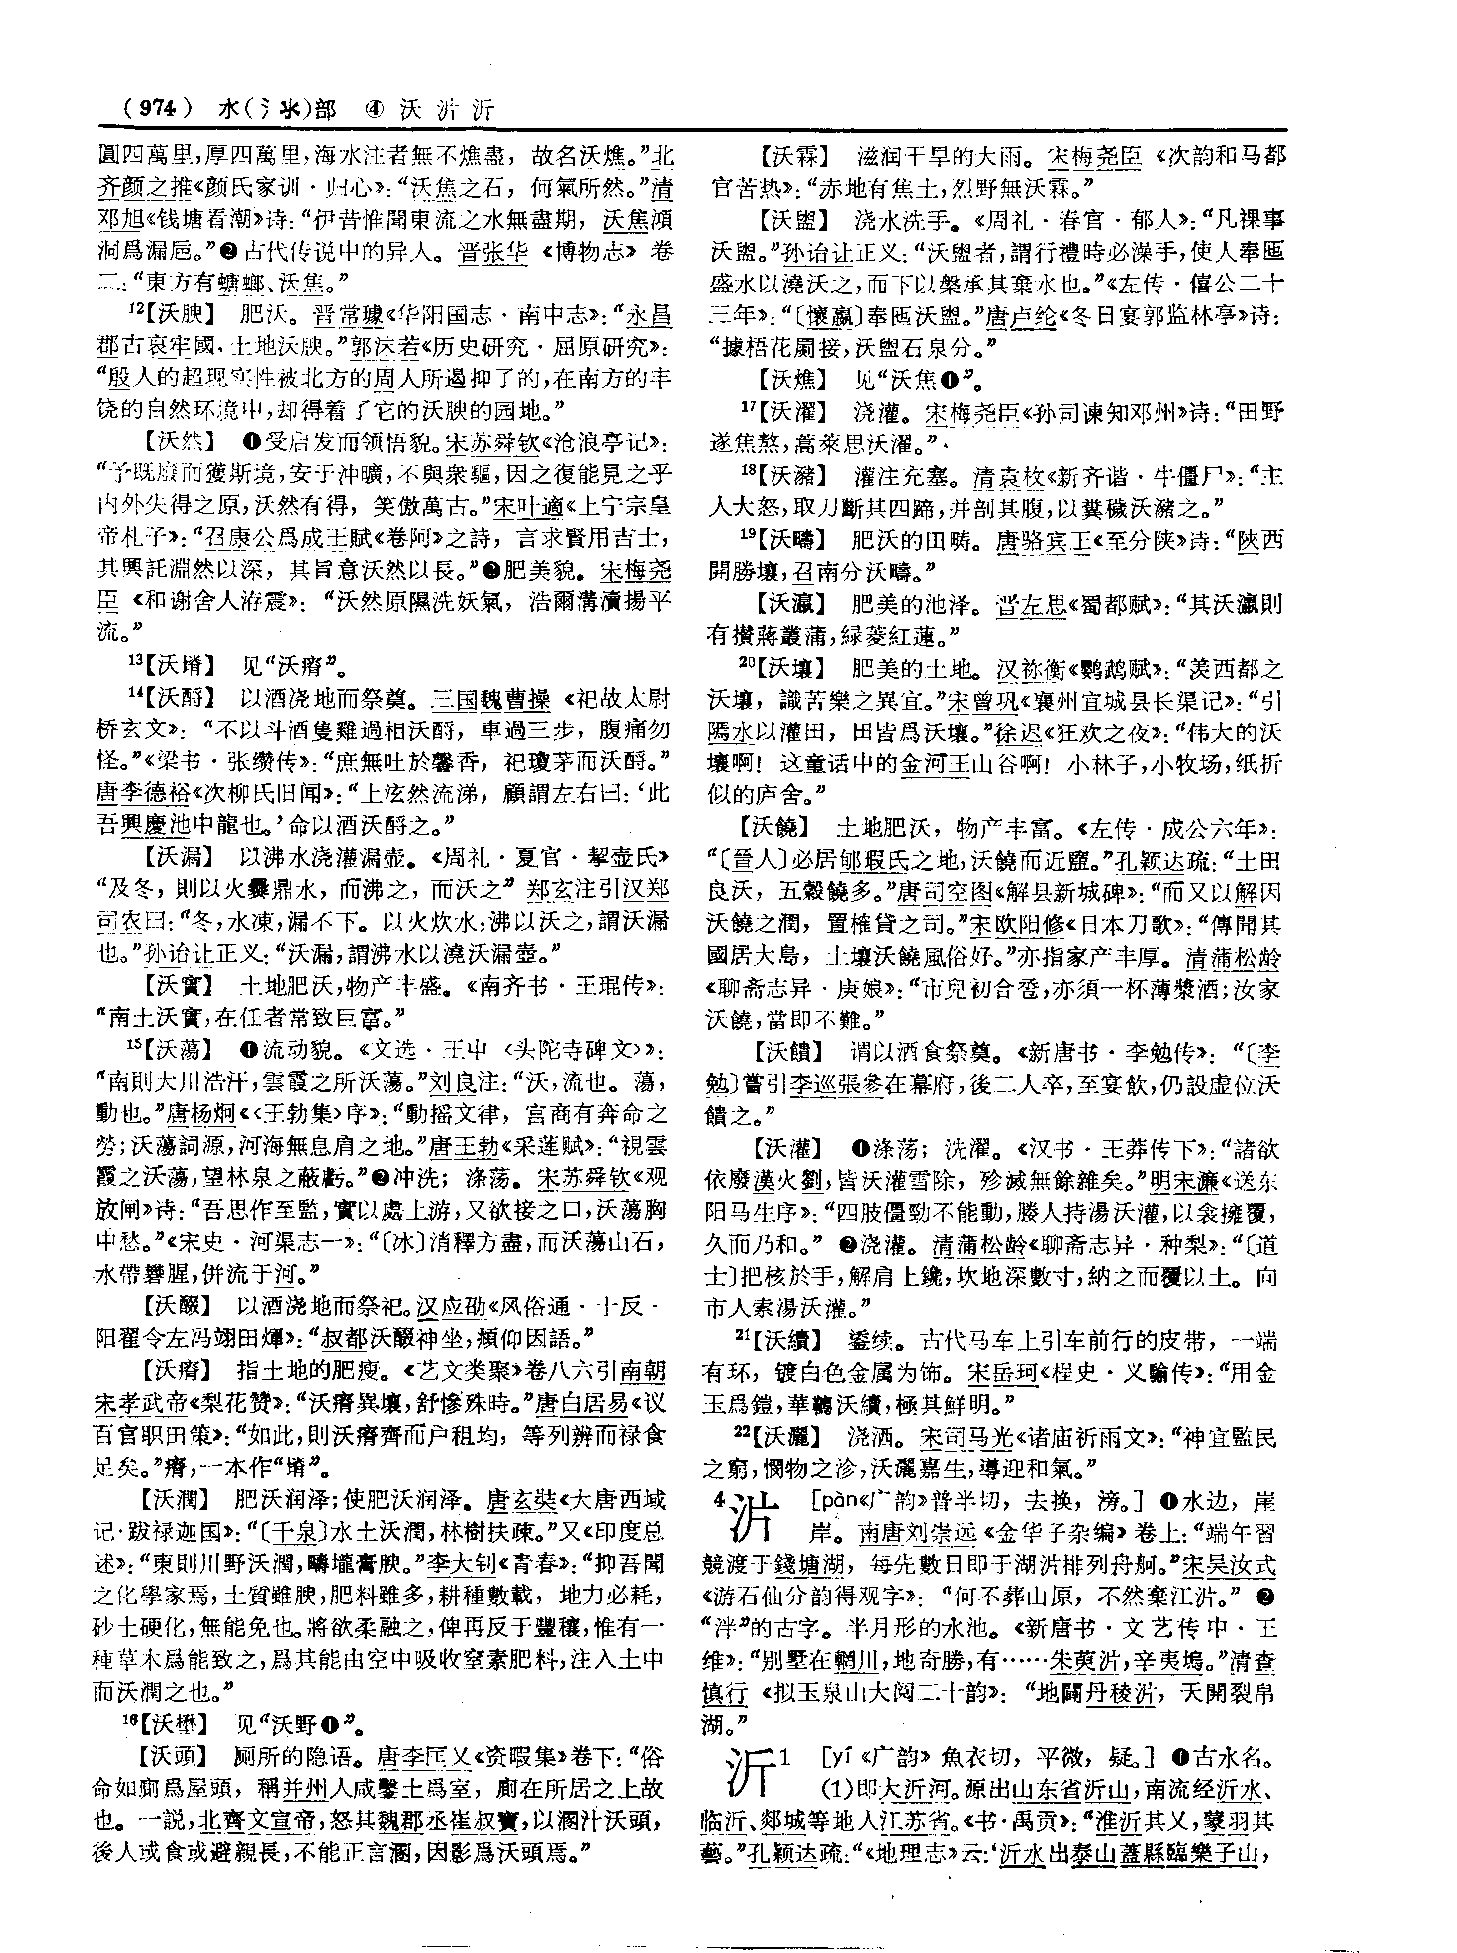 (974) 水(氵氺)部 ④ 沃 沜 沂
圓四萬里,厚四萬里,海水注者無不燋盡，故名沃燋。”北
齐颜之推《颜氏家训·归心》:“沃焦之石，何氣所然。”清
邓旭《钱塘看潮》诗:“伊昔惟聞東流之水無盡期，沃焦澒
洞爲漏巵。”❷古代传说中的异人。晋张华《博物志》卷
二:“東方有螗螂、沃焦。”
12【沃腴】 肥沃。晋常璩《华阳国志·南中志》:“永昌
郡古哀牢國，土地沃腴。”郭沫若《历史研究·屈原研究》:
“殷人的超现实性被北方的周人所遏抑了的,在南方的丰
饶的自然环境中,却得着了它的沃腴的园地。”
【沃然】 ❶受启发而领悟貌。宋苏舜钦《沧浪亭记》:
“予既廢而獲斯境,安于沖曠,不與衆驅,因之復能見之乎
内外失得之原,沃然有得，笑傲萬古。”宋叶適《上宁宗皇
帝札子》:“召康公爲成王賦《卷阿》之詩，言求賢用吉士，
其興託淵然以深，其旨意沃然以長。”❷肥美貌。宋梅尧
臣《和谢舍人洊震》:“沃然原隰洗妖氣，浩爾溝瀆揚平
流。”
13【沃塉】 见“沃瘠”。
14【沃酹】 以酒浇地而祭奠。三国魏曹操《祀故太尉
桥玄文》:“不以斗酒隻雞過相沃酹，車過三步，腹痛勿
怪。”《梁书·张缵传》:“庶無吐於馨香，祀瓊茅而沃酹。”
唐李德裕《次柳氏旧闻》:“上泫然流涕，顧謂左右曰:‘此
吾興慶池中龍也。’命以酒沃酹之。”
【沃漏】 以沸水浇灌漏壶。《周礼·夏官·挈壶氏》
“及冬，則以火爨鼎水，而沸之，而沃之” 郑玄注引汉郑
司农曰:“冬,水凍,漏不下。以火炊水,沸以沃之,謂沃漏
也。”孙诒让正义:“沃漏,謂沸水以澆沃漏壺。”
【沃實】 土地肥沃,物产丰盛。《南齐书·王琨传》:
“南土沃實,在任者常致巨富。”
15【沃蕩】 ❶流动貌。《文选·王屮〈头陀寺碑文〉》:
“南則大川浩汗,雲霞之所沃蕩。”刘良注:“沃,流也。蕩，
動也。”唐杨炯《〈王勃集〉序》:“動摇文律，宫商有奔命之
勞;沃蕩詞源,河海無息肩之地。”唐王勃《采莲赋》:“視雲
霞之沃蕩,望林泉之蔽虧。”❷冲洗；涤荡。宋苏舜钦《观
放闸》诗:“吾思作至監,實以處上游,又欲接之口,沃蕩胸
中愁。”《宋史·河渠志一》:“〔冰〕消釋方盡,而沃蕩山石，
水帶礬腥,併流于河。”
【沃醊】 以酒浇地而祭祀。汉应劭《风俗通·十反·
阳翟令左冯翊田煇》:“叔都沃醊神坐,頫仰因語。”
【沃瘠】 指土地的肥瘦。《艺文类聚》卷八六引南朝
宋孝武帝《梨花赞》:“沃瘠異壤,舒慘殊時。”唐白居易《议
百官职田策》:“如此,則沃瘠齊而户租均，等列辨而禄食
足矣。”瘠,一本作“塉”。
【沃潤】 肥沃润泽;使肥沃润泽。唐玄奘《大唐西域
记·跋禄迦国》:“〔千泉〕水土沃潤,林樹扶疎。”又《印度总
述》:“東則川野沃潤,疇壠膏腴。”李大钊《青春》:“抑吾聞
之化學家焉,土質雖腴,肥料雖多,耕種數載，地力必耗，
砂土硬化,無能免也。將欲柔融之,俾再反于豐穰,惟有一
種草木爲能致之,爲其能由空中吸收窒素肥料,注入土中
而沃潤之也。”
16【沃壄】 见“沃野❶”。
【沃頭】 厕所的隐语。唐李匡乂《资暇集》卷下:“俗
命如廁爲屋頭，稱并州人咸鑿土爲室，廁在所居之上故
也。一説,北齊文宣帝,怒其魏郡丞崔叔寶,以溷汁沃頭，
後人或食或避親長,不能正言溷,因影爲沃頭焉。”
【沃霖】 滋润干旱的大雨。宋梅尧臣《次韵和马都
官苦热》:“赤地有焦土,烈野無沃霖。”
【沃盥】 浇水洗手。《周礼·春官·郁人》:“凡祼事
沃盥。”孙诒让正义:“沃盥者,謂行禮時必澡手,使人奉匜
盛水以澆沃之,而下以槃承其棄水也。”《左传·僖公二十
三年》:“〔懷嬴〕奉匜沃盥。”唐卢纶《冬日宴郭监林亭》诗:
“據梧花罽接,沃盥石泉分。”
【沃燋】 见“沃焦❶”。
17【沃濯】 浇灌。宋梅尧臣《孙司谏知邓州》诗:“田野
遂焦熬,蒿萊思沃濯。”
18【沃瀦】 灌注充塞。清袁枚《新齐谐·牛僵尸》:“主
人大怒,取刀斷其四蹄,并剖其腹,以糞穢沃瀦之。”
19【沃疇】 肥沃的田畴。唐骆宾王《至分陕》诗:“陕西
開勝壤,召南分沃疇。”
【沃瀛】 肥美的池泽。晋左思《蜀都赋》:“其沃瀛則
有攢蔣叢蒲,緑菱紅蓮。”
20【沃壤】 肥美的土地。汉祢衡《鹦鹉赋》:“羡西都之
沃壤，識苦樂之異宜。”宋曾巩《襄州宜城县长渠记》:“引
鄢水以灌田，田皆爲沃壤。”徐迟《狂欢之夜》:“伟大的沃
壤啊！这童话中的金河王山谷啊！小林子,小牧场,纸折
似的庐舍。”
【沃饒】 土地肥沃，物产丰富。《左传·成公六年》:
“〔晉人〕必居郇瑕氏之地,沃饒而近盬。”孔颖达疏:“土田
良沃，五穀饒多。”唐司空图《解县新城碑》:“而又以解因
沃饒之潤，置榷貸之司。”宋欧阳修《日本刀歌》:“傳聞其
國居大島，土壤沃饒風俗好。”亦指家产丰厚。清蒲松龄
《聊斋志异·庚娘》:“市兒初合卺,亦須一杯薄漿酒;汝家
沃饒,當即不難。”
【沃饋】 谓以酒食祭奠。《新唐书·李勉传》:“〔李
勉〕嘗引李巡張參在幕府,後二人卒,至宴飲,仍設虚位沃
饋之。”
【沃灌】 ❶涤荡；洗濯。《汉书·王莽传下》:“諸欲
依廢漢火劉,皆沃灌雪除，殄滅無餘雜矣。”明宋濂《送东
阳马生序》:“四肢僵勁不能動,媵人持湯沃灌,以衾擁覆，
久而乃和。” ❷浇灌。清蒲松龄《聊斋志异·种梨》:“〔道
士〕把核於手,解肩上鑱,坎地深數寸,納之而覆以土。向
市人索湯沃灌。”
21【沃續】 鋈续。古代马车上引车前行的皮带，一端
有环，镀白色金属为饰。宋岳珂《桯史·义騟传》:“用金
玉爲鎧,華韉沃續,極其鮮明。”
22【沃灑】 浇洒。宋司马光《诸庙祈雨文》:“神宜監民
之窮,憫物之沴,沃灑嘉生,導迎和氣。”
4沜 [pàn《广韵》普半切，去换，滂。] ❶水边，崖
岸。南唐刘崇远《金华子杂编》卷上:“端午習
競渡于錢塘湖，每先數日即于湖沜排列舟舸。”宋吴汝式
《游石仙分韵得观字》:“何不葬山原，不然棄江沜。” ❷
“泮”的古字。半月形的水池。《新唐书·文艺传中·王
维》:“别墅在輞川,地奇勝,有……朱萸沜,辛夷塢。”清查
慎行《拟玉泉山大阅二十韵》:“地闢丹稜沜，天開裂帛
湖。”
沂1 [yí《广韵》魚衣切，平微，疑。] ❶古水名。
(1)即大沂河。源出山东省沂山,南流经沂水、
临沂、郯城等地入江苏省。《书·禹贡》:“淮沂其乂,蒙羽其
藝。”孔颖达疏:“《地理志》云:‘沂水出泰山蓋縣臨樂子山，